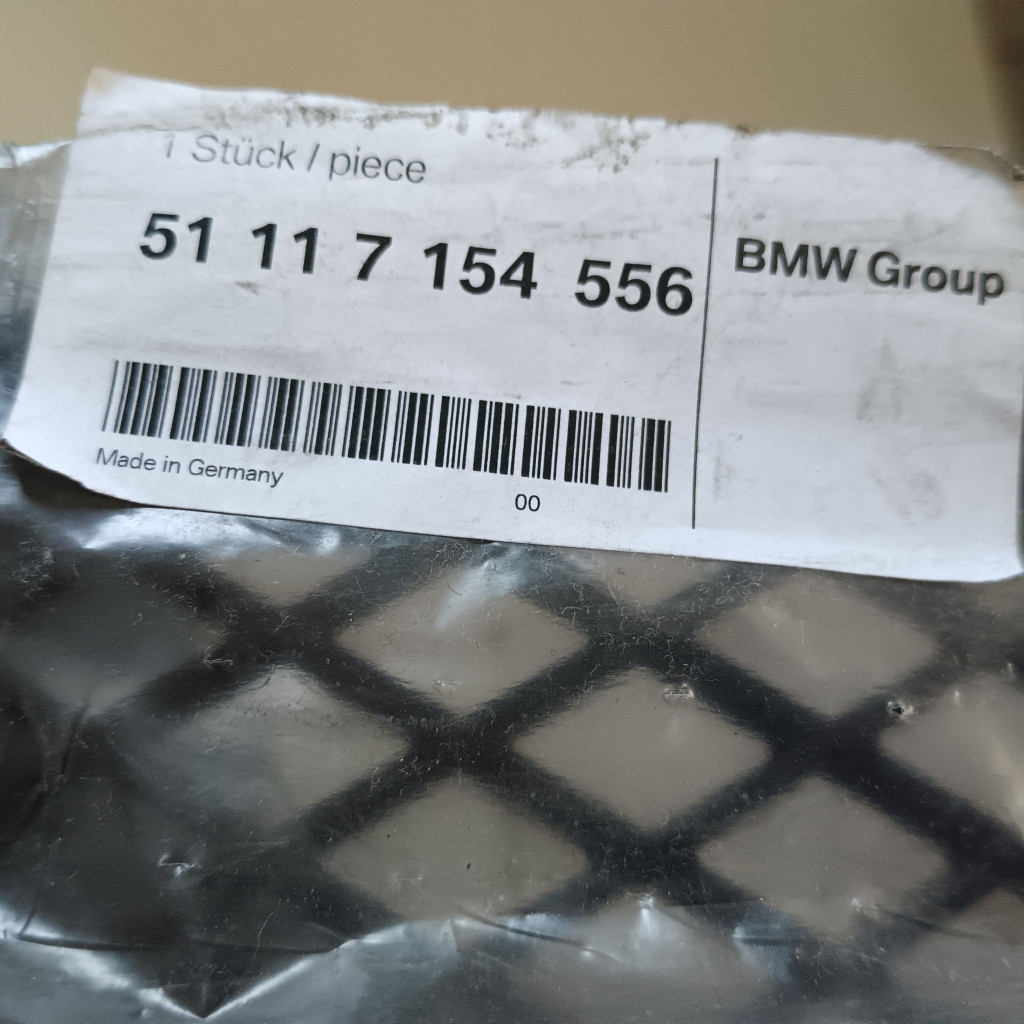 1 Stück / piece
51 11 7 154 556
BMW Group
Made in Germany
00